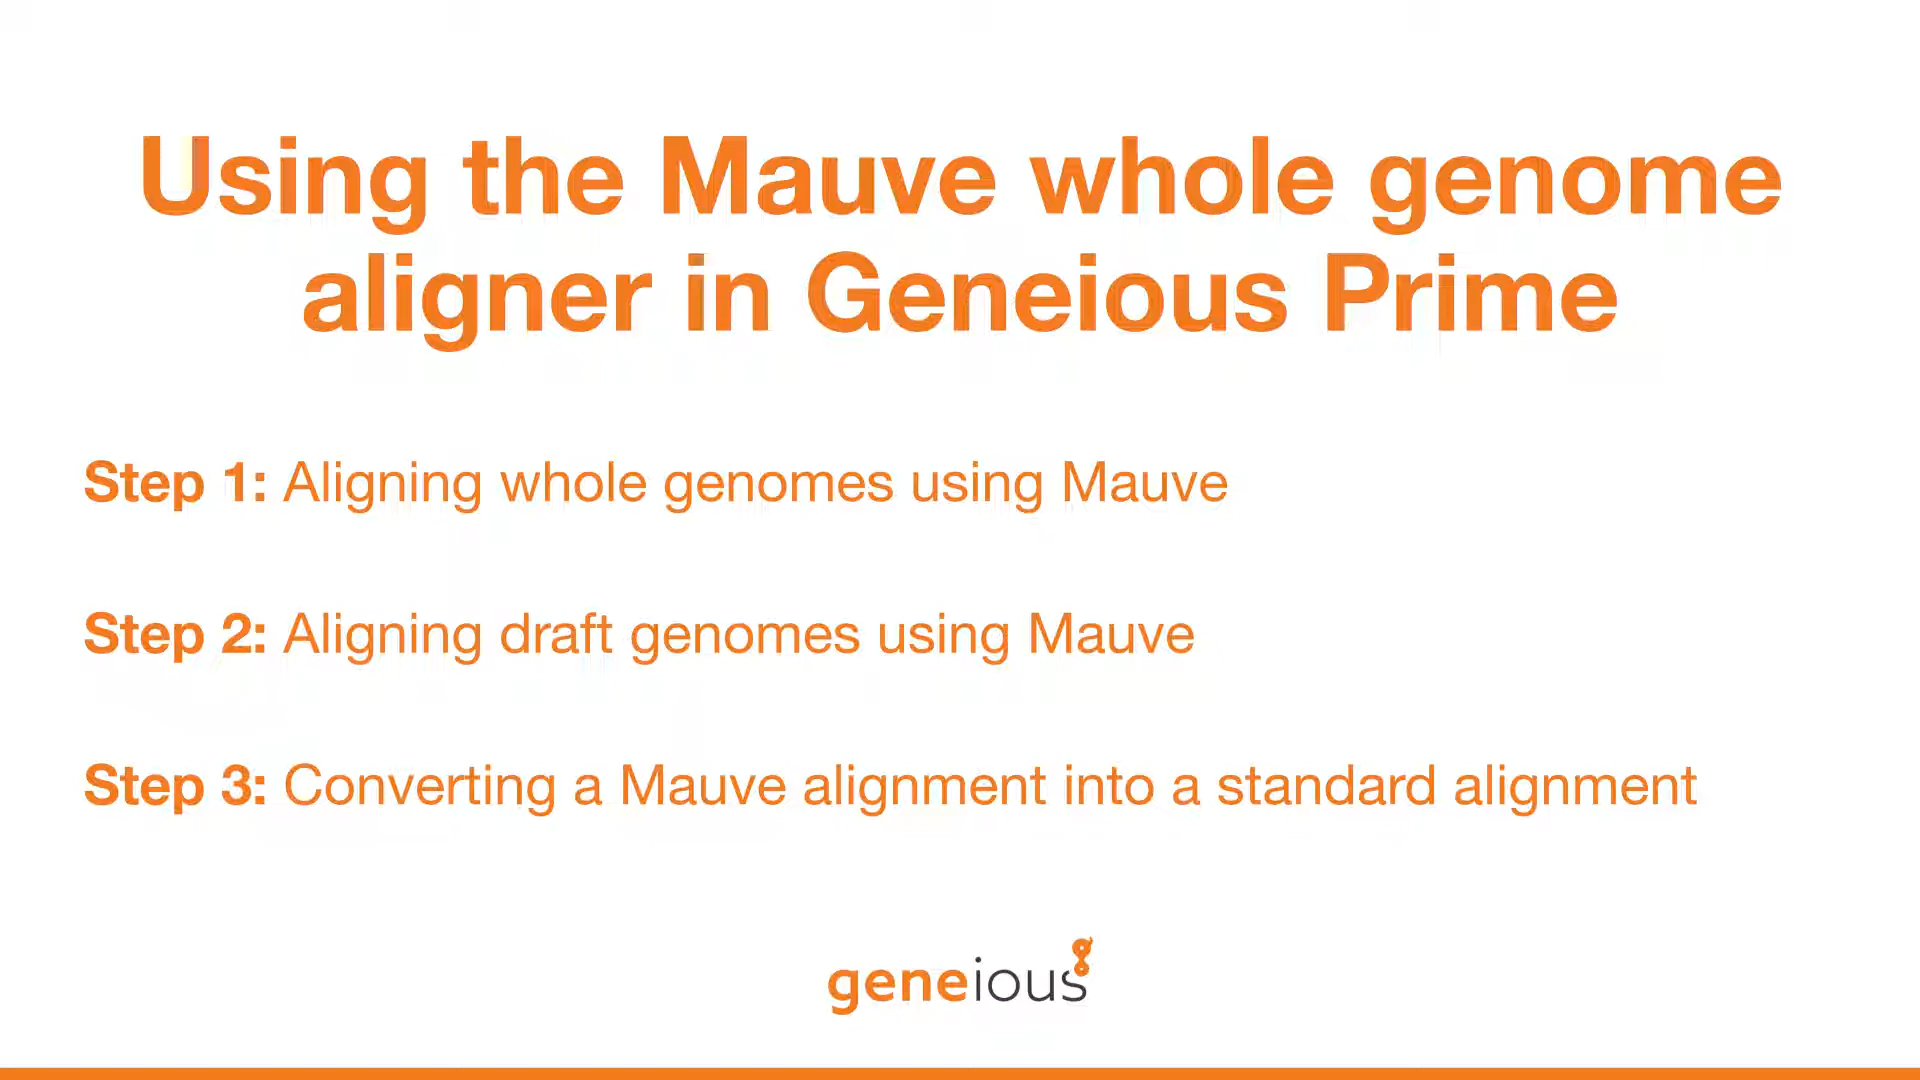 Using the Mauve whole genome
aligner in Geneious Prime
Step 1: Aligning whole genomes using Mauve
Step 2: Aligning draft genomes using Mauve
Step 3: Converting a Mauve alignment into a standard alignment
geneious